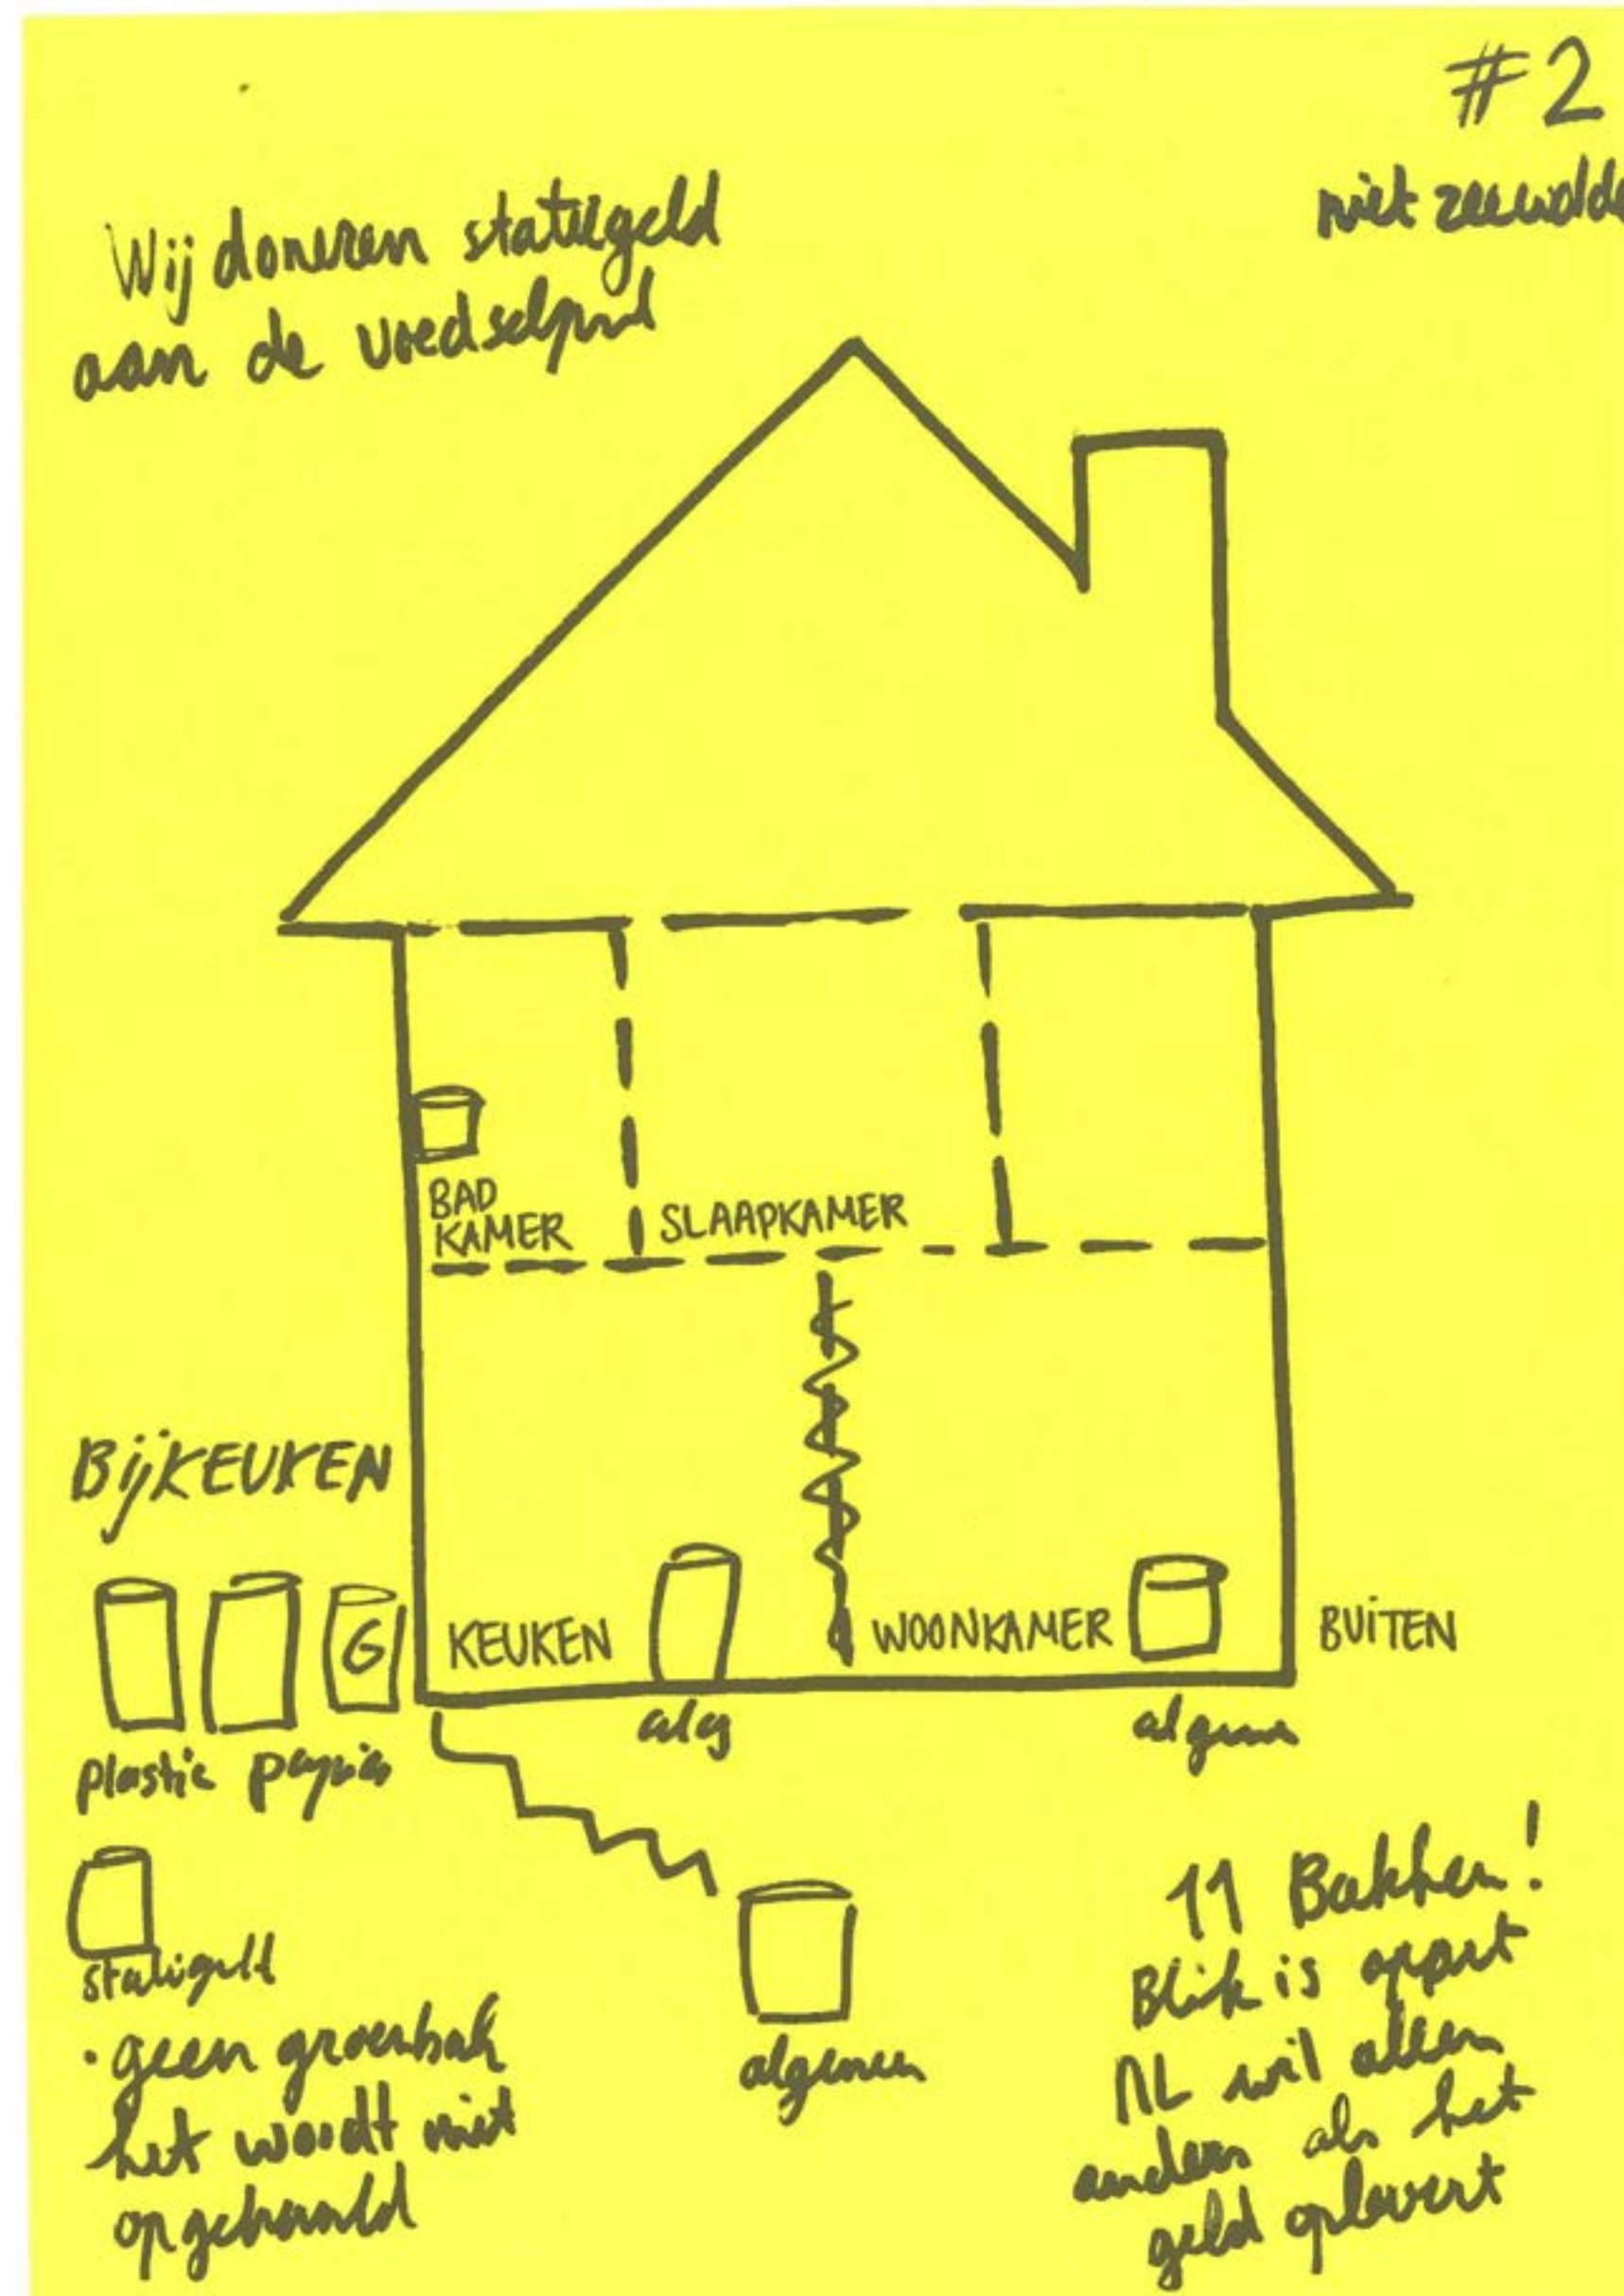 #2
niet zeewolde
Wij doneren statiegeld
aan de voedsel
BAD
KAMER
SLAAPKAMER
BIJKEUKEN
G
KEUKEN
WOONKAMER
BUITEN
alg
algemeen
plastic papier
statigeld
algemeen
• geen groenbak
het wordt niet
opgehaald
11 Bakken!
Blik is apart
NL wil alleen
anders als het
geld oplevert